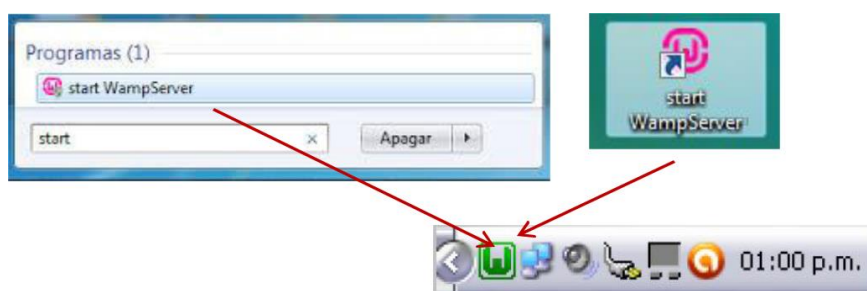 Programas (1)
start WampServer
start
Apagar
start
WampServer
01:00 p.m.